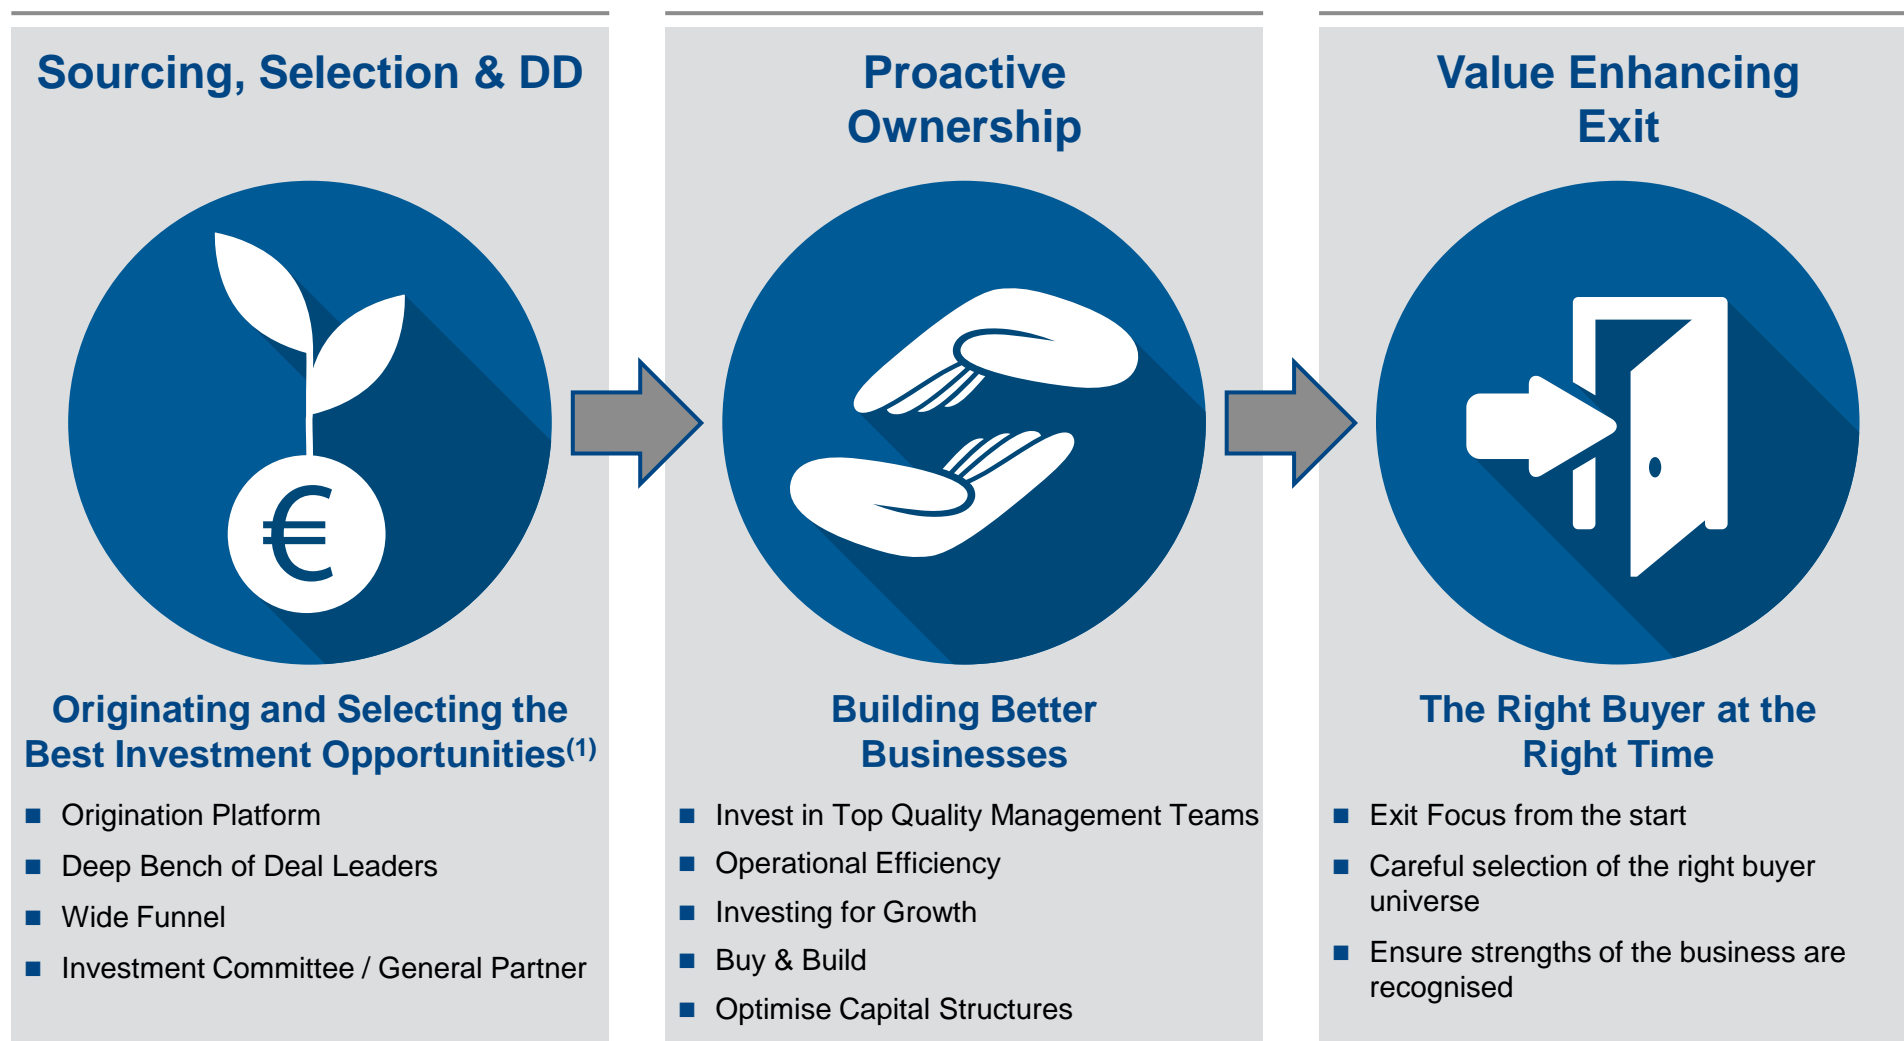 Sourcing, Selection & DD
€
Originating and Selecting the
Best Investment Opportunities(1)
■ Origination Platform
■ Deep Bench of Deal Leaders
■ Wide Funnel
■ Investment Committee / General Partner
Proactive
Ownership
Building Better
Businesses
■ Invest in Top Quality Management Teams
■ Operational Efficiency
■ Investing for Growth
■ Buy & Build
■ Optimise Capital Structures
Value Enhancing
Exit
The Right Buyer at the
Right Time
■ Exit Focus from the start
■ Careful selection of the right buyer
universe
■ Ensure strengths of the business are
recognised